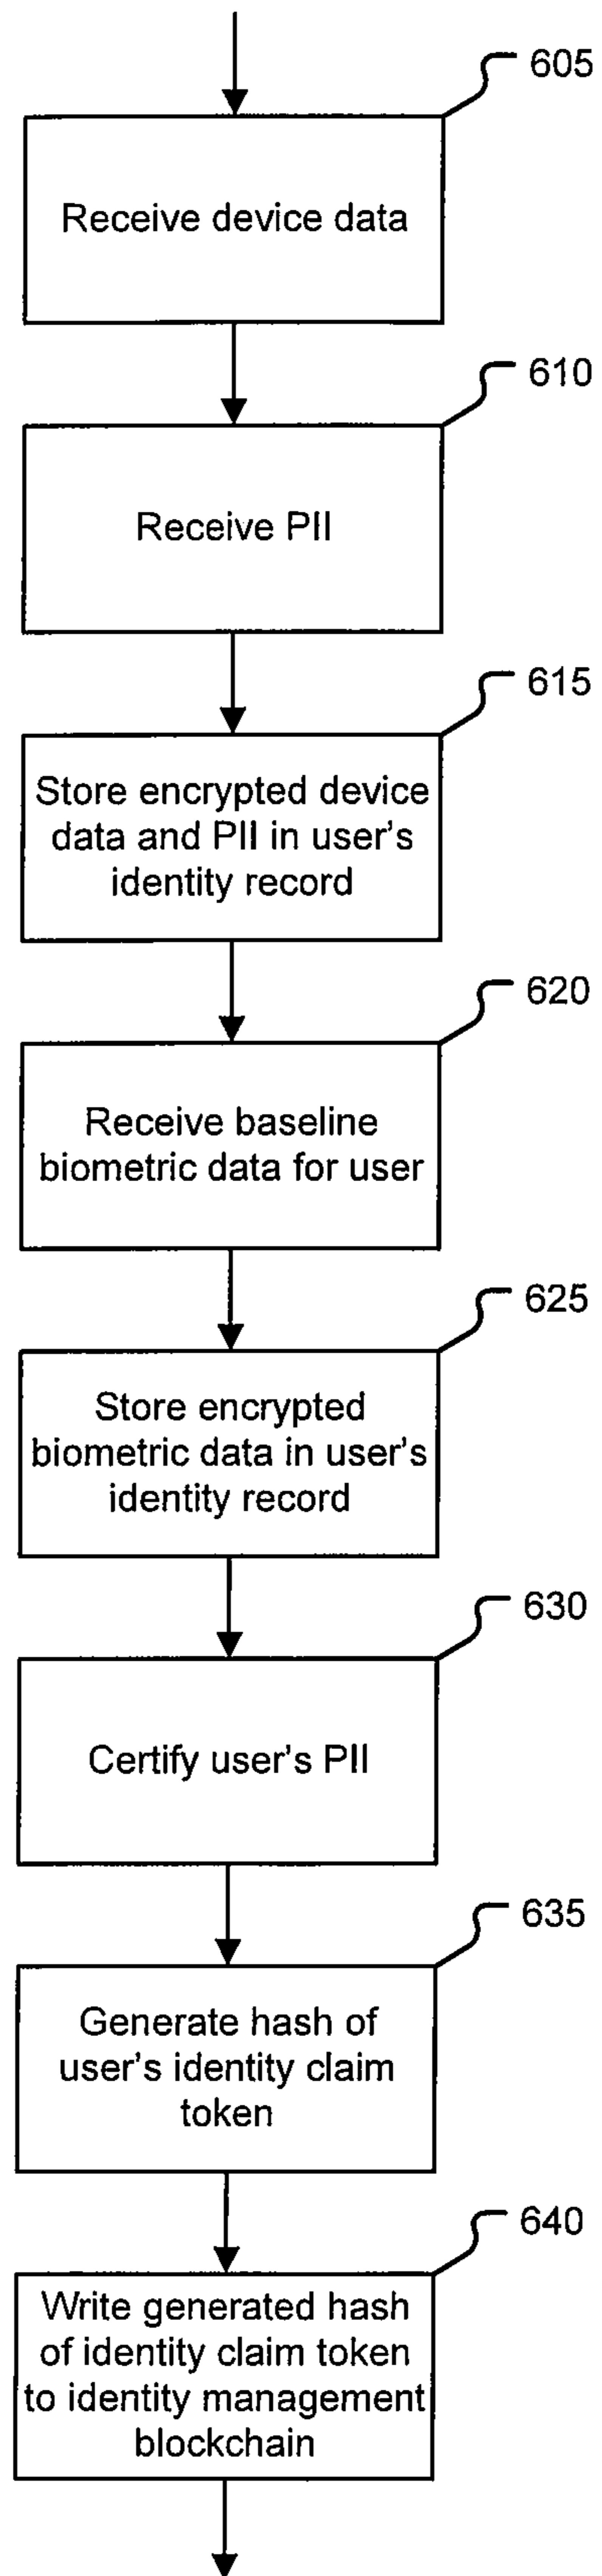 605
Receive device data
610
Receive PII
615
Store encrypted device
data and PII in user's
identity record
620
Receive baseline
biometric data for user
625
Store encrypted
biometric data in user's
identity record
630
Certify user's PII
635
Generate hash of
user's identity claim
token
640
Write generated hash
of identity claim token
to identity management
blockchain